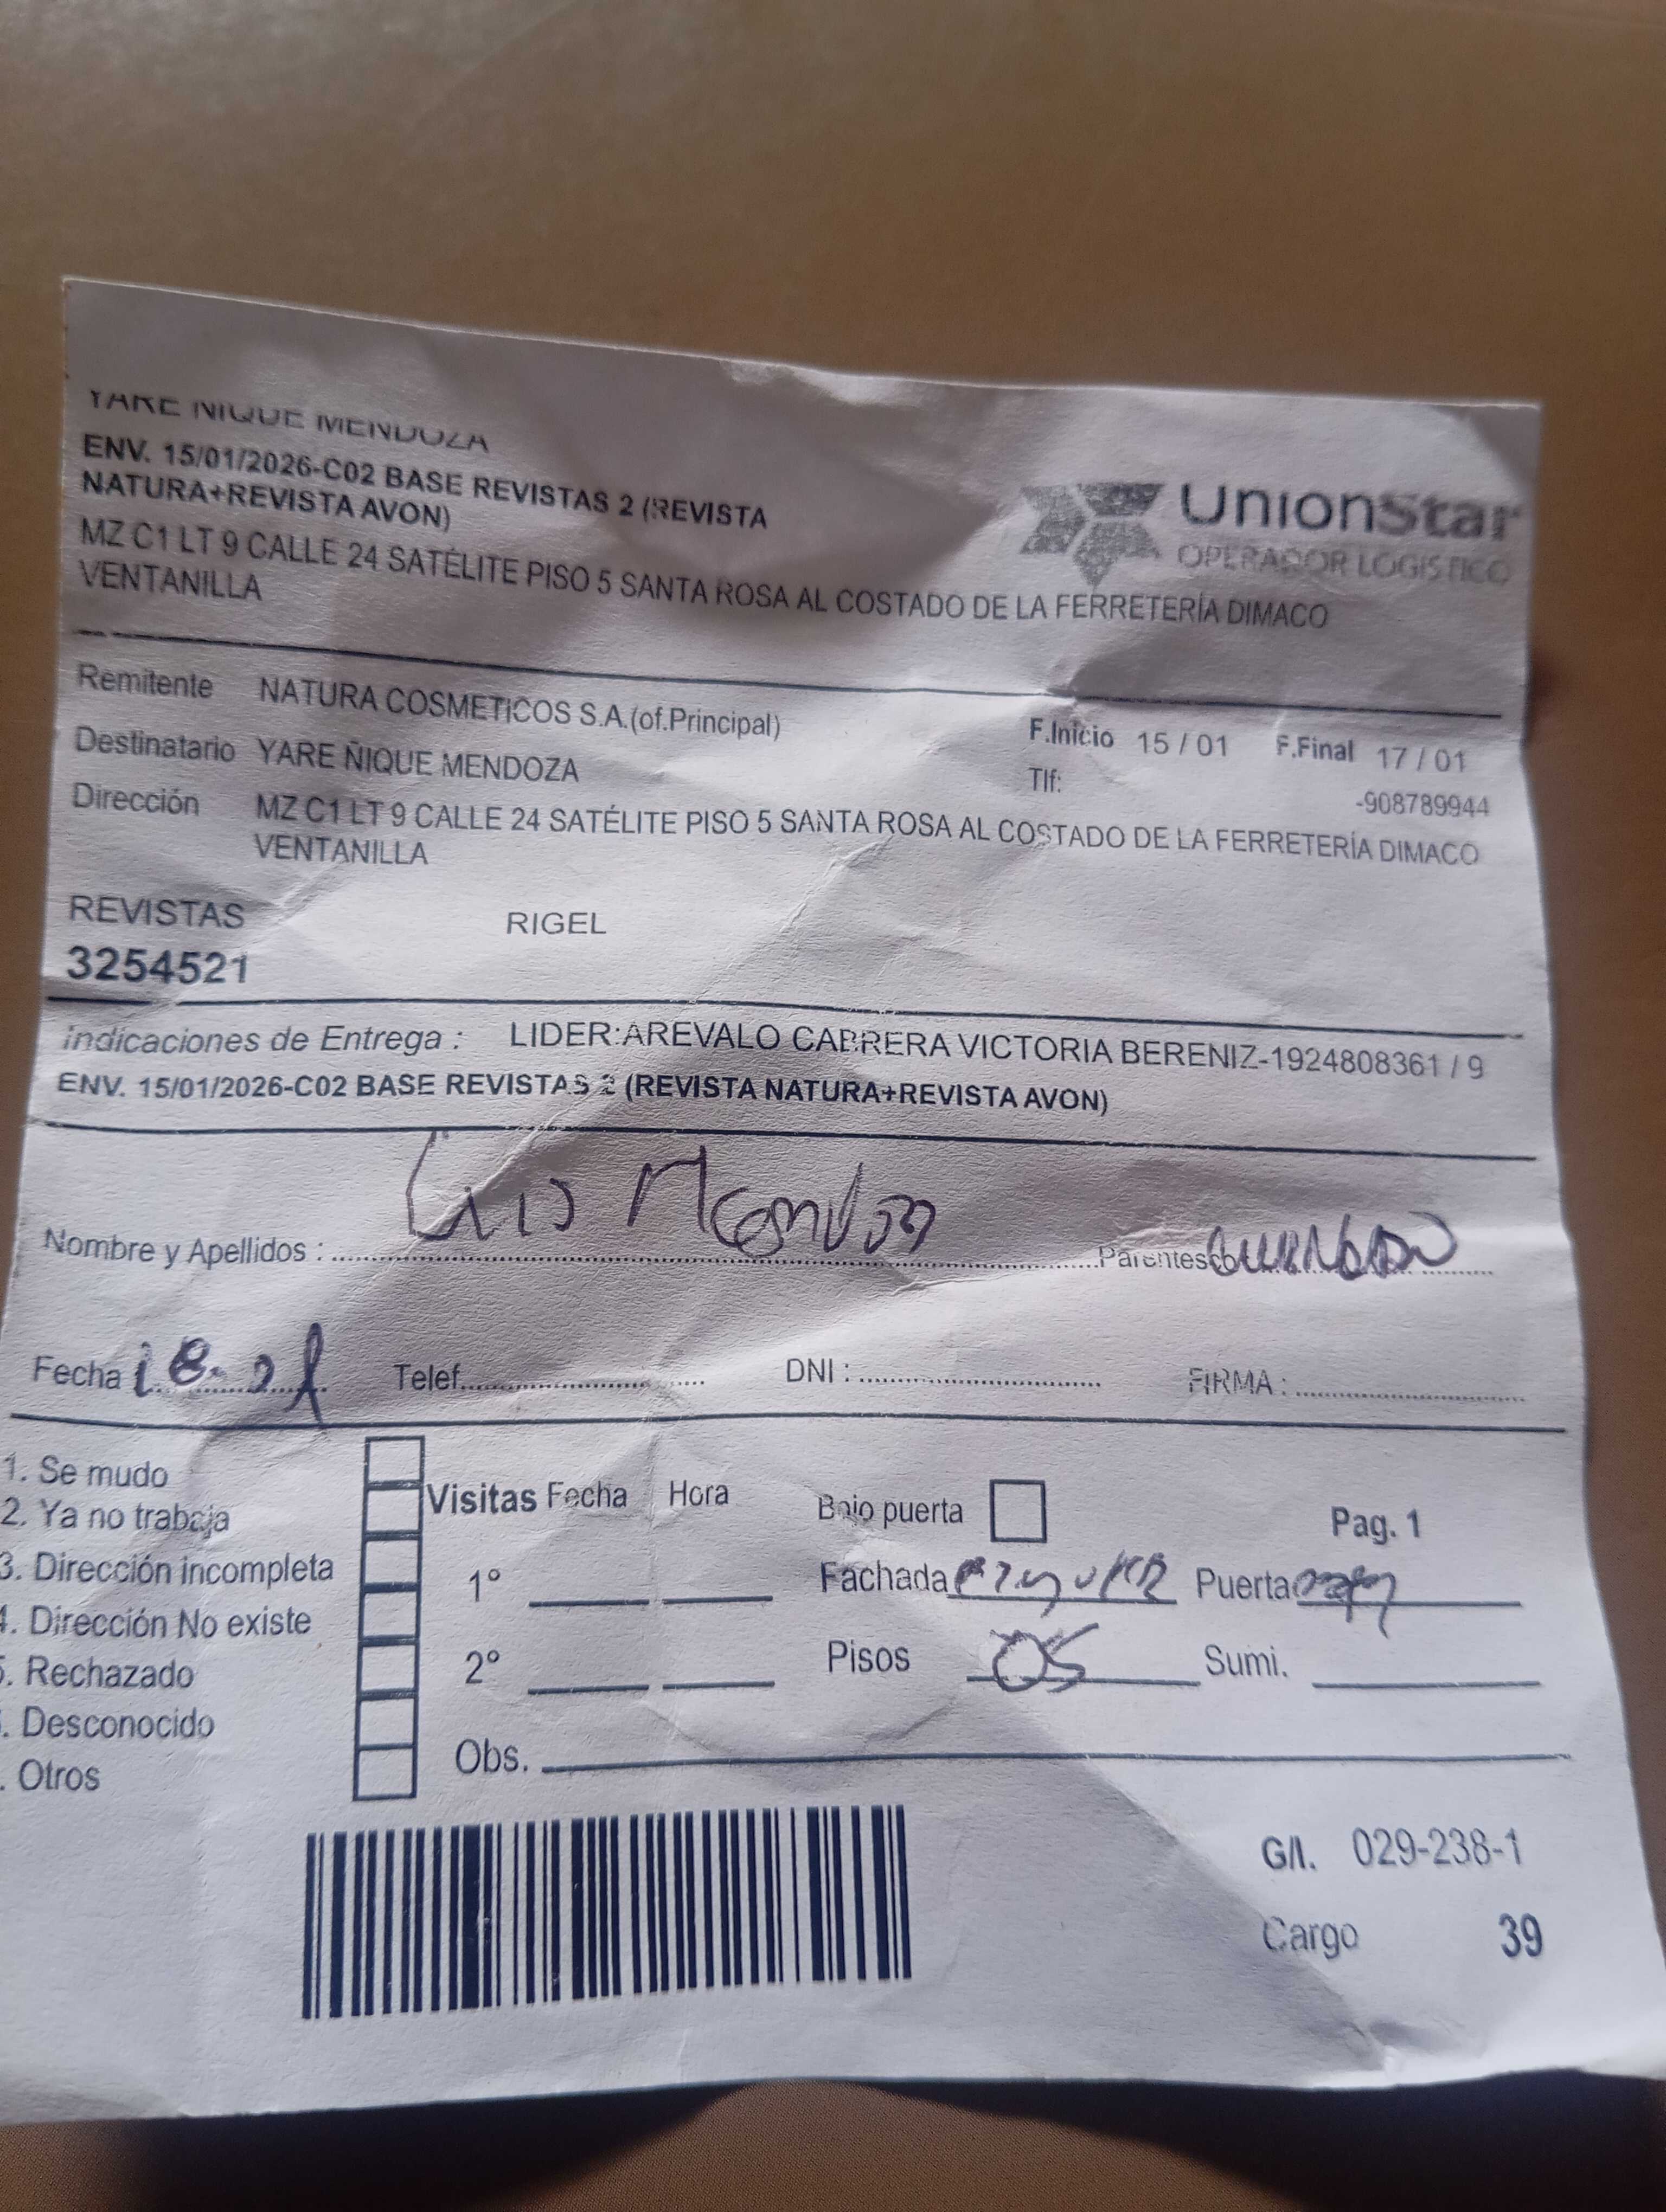 YARE ÑIQUE MENDOZA
ENV. 15/01/2026-C02 BASE REVISTAS 2 (REVISTA
NATURA+REVISTA AVON)
MZ C1 LT 9 CALLE 24 SATÉLITE PISO 5 SANTA ROSA AL COSTADO DE LA FERRETERÍA DIMACO
VENTANILLA
UnionStar
OPERADOR LOGISTICO
Remitente NATURA COSMETICOS S.A.(of.Principal)
F.Inicio 15 / 01 F.Final 17 / 01
Destinatario YARE ÑIQUE MENDOZA
Tlf: -908789944
Dirección MZ C1 LT 9 CALLE 24 SATÉLITE PISO 5 SANTA ROSA AL COSTADO DE LA FERRETERÍA DIMACO
VENTANILLA
REVISTAS RIGEL
3254521
Indicaciones de Entrega : LIDER:AREVALO CABRERA VICTORIA BERENIZ-1924808361 / 9
ENV. 15/01/2026-C02 BASE REVISTAS 2 (REVISTA NATURA+REVISTA AVON)
Nombre y Apellidos : Luis Mendoza Parentesco
Fecha 18.01 Telef. DNI : FIRMA :
1. Se mudo
2. Ya no trabaja
3. Dirección incompleta
4. Dirección No existe
5. Rechazado
. Desconocido
. Otros
Visitas Fecha Hora
1°
2°
Obs.
Bajo puerta Pag. 1
Fachada Puerta
Pisos 05 Sumi.
G/I. 029-238-1
Cargo 39